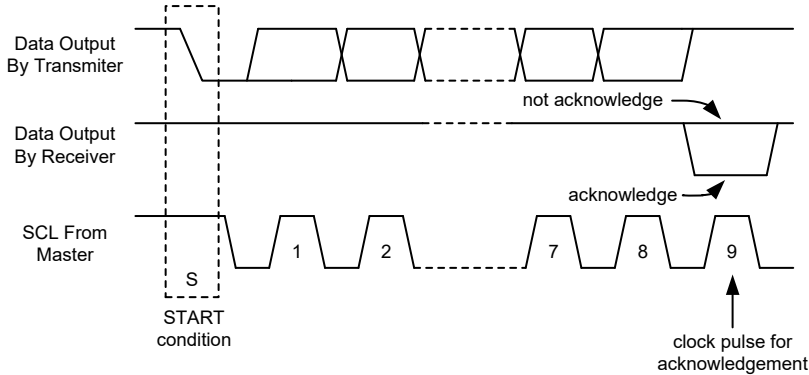 Data Output
By Transmiter
not acknowledge
Data Output
By Receiver
acknowledge
SCL From
Master
1
2
7
8
9
S
START
condition
clock pulse for
acknowledgement